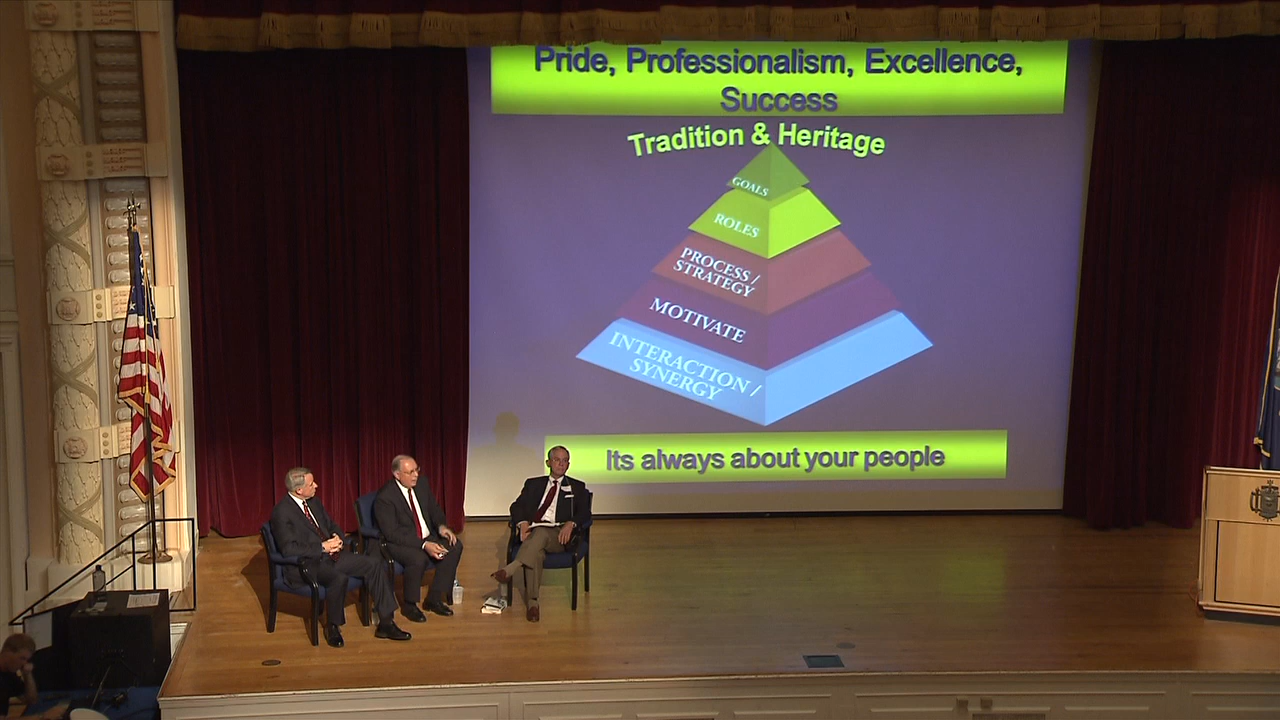 Pride, Professionalism, Excellence,
Success
Tradition & Heritage
GOALS
ROLES
PROCESS/
STRATEGY
MOTIVATE
INTERACTION/
SYNERGY
Its always about your people